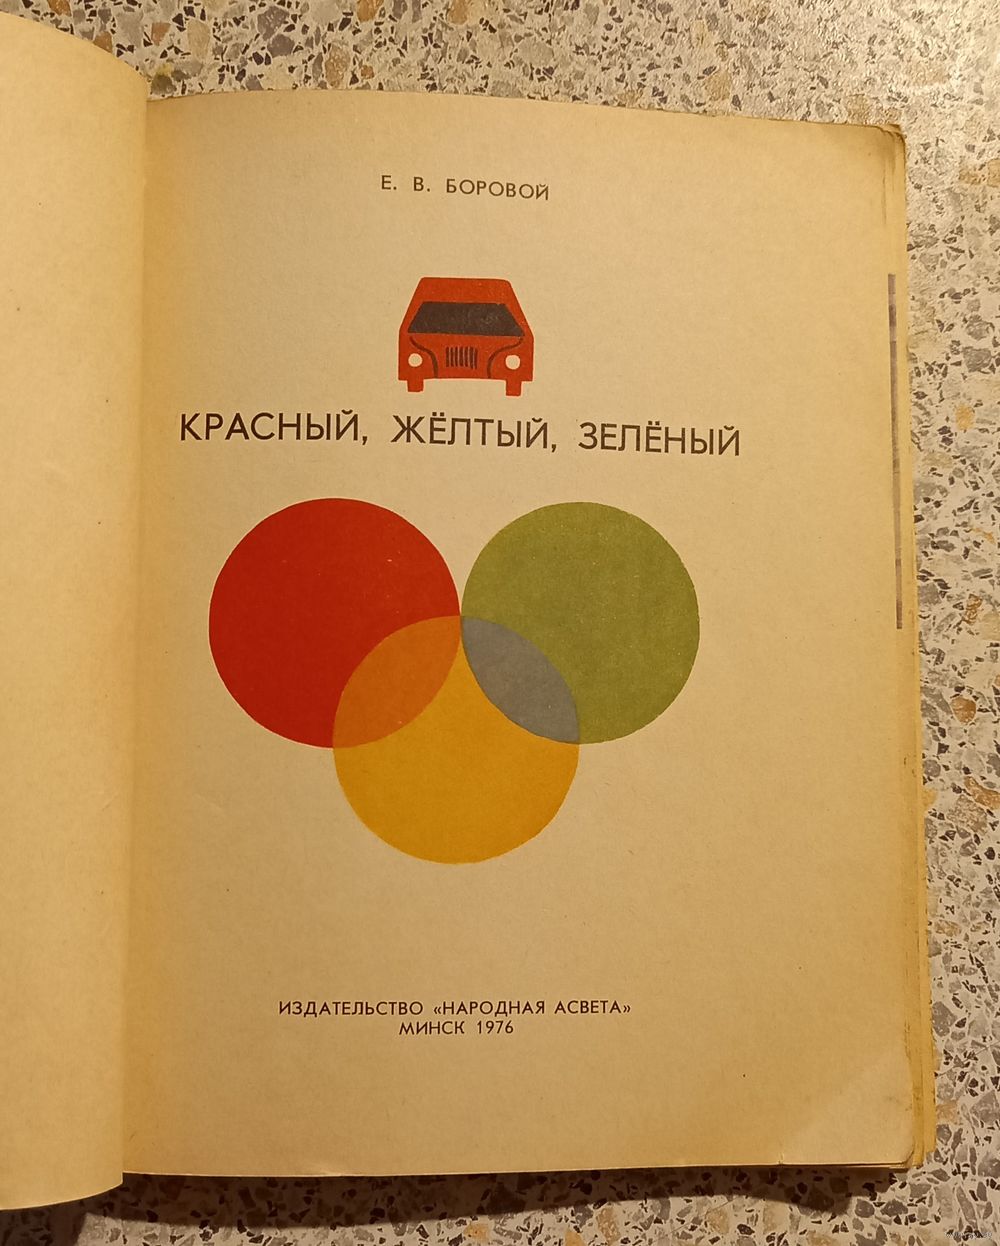 Е. В. БОРОВОЙ
КРАСНЫЙ, ЖЁЛТЫЙ, ЗЕЛЁНЫЙ
ИЗДАТЕЛЬСТВО «НАРОДНАЯ АСВЕТА»
МИНСК 1976